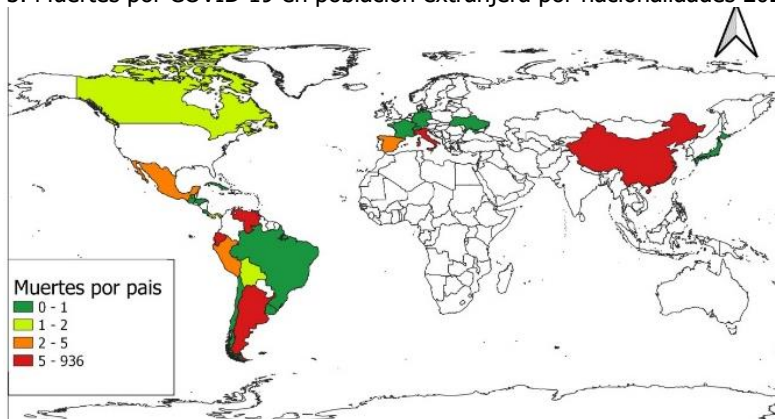 Muertes por COVID-19 en población extranjera por nacionalidades
Muertes por pais
0 - 1
1 - 2
2 - 5
5 - 936